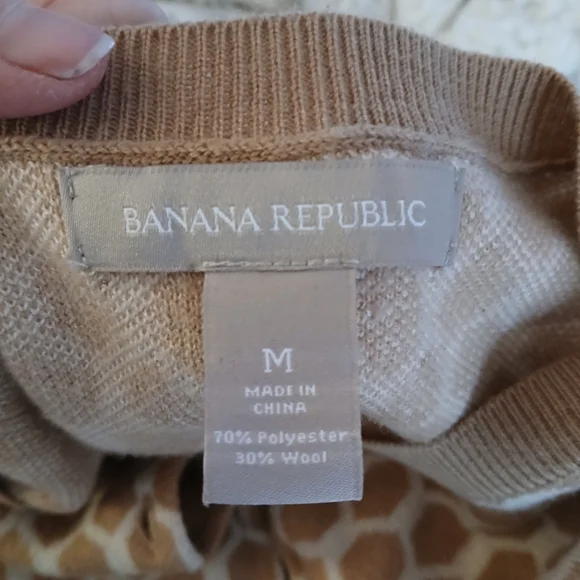 BANANA REPUBLIC
M
MADE IN
CHINA
70% Polyester
30% Wool